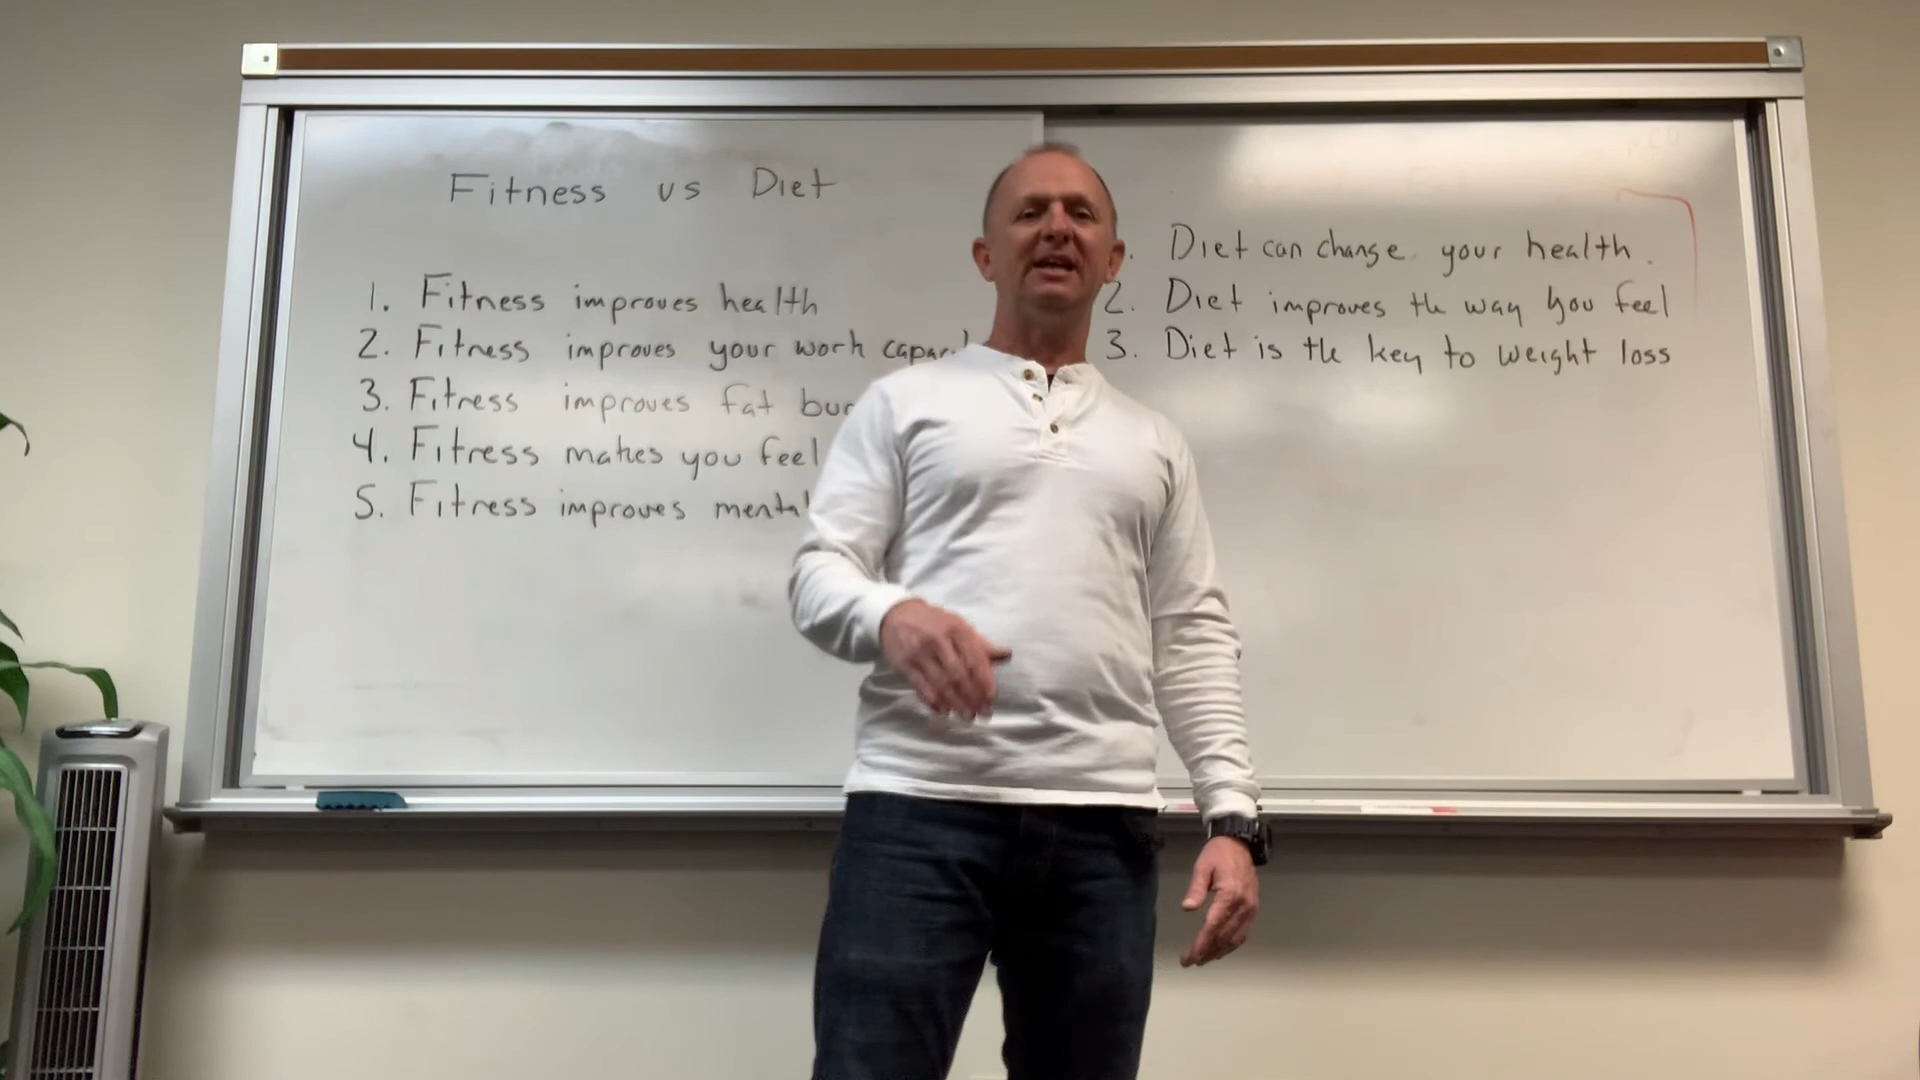 Fitness vs Diet
1. Fitness improves health
2. Fitness improves your work
3. Fitness improves fat
4. Fitness makes you feel
5. Fitness improves mental
Diet can change your health.
2. Diet improves the way you feel
3. Diet is the key to weight loss